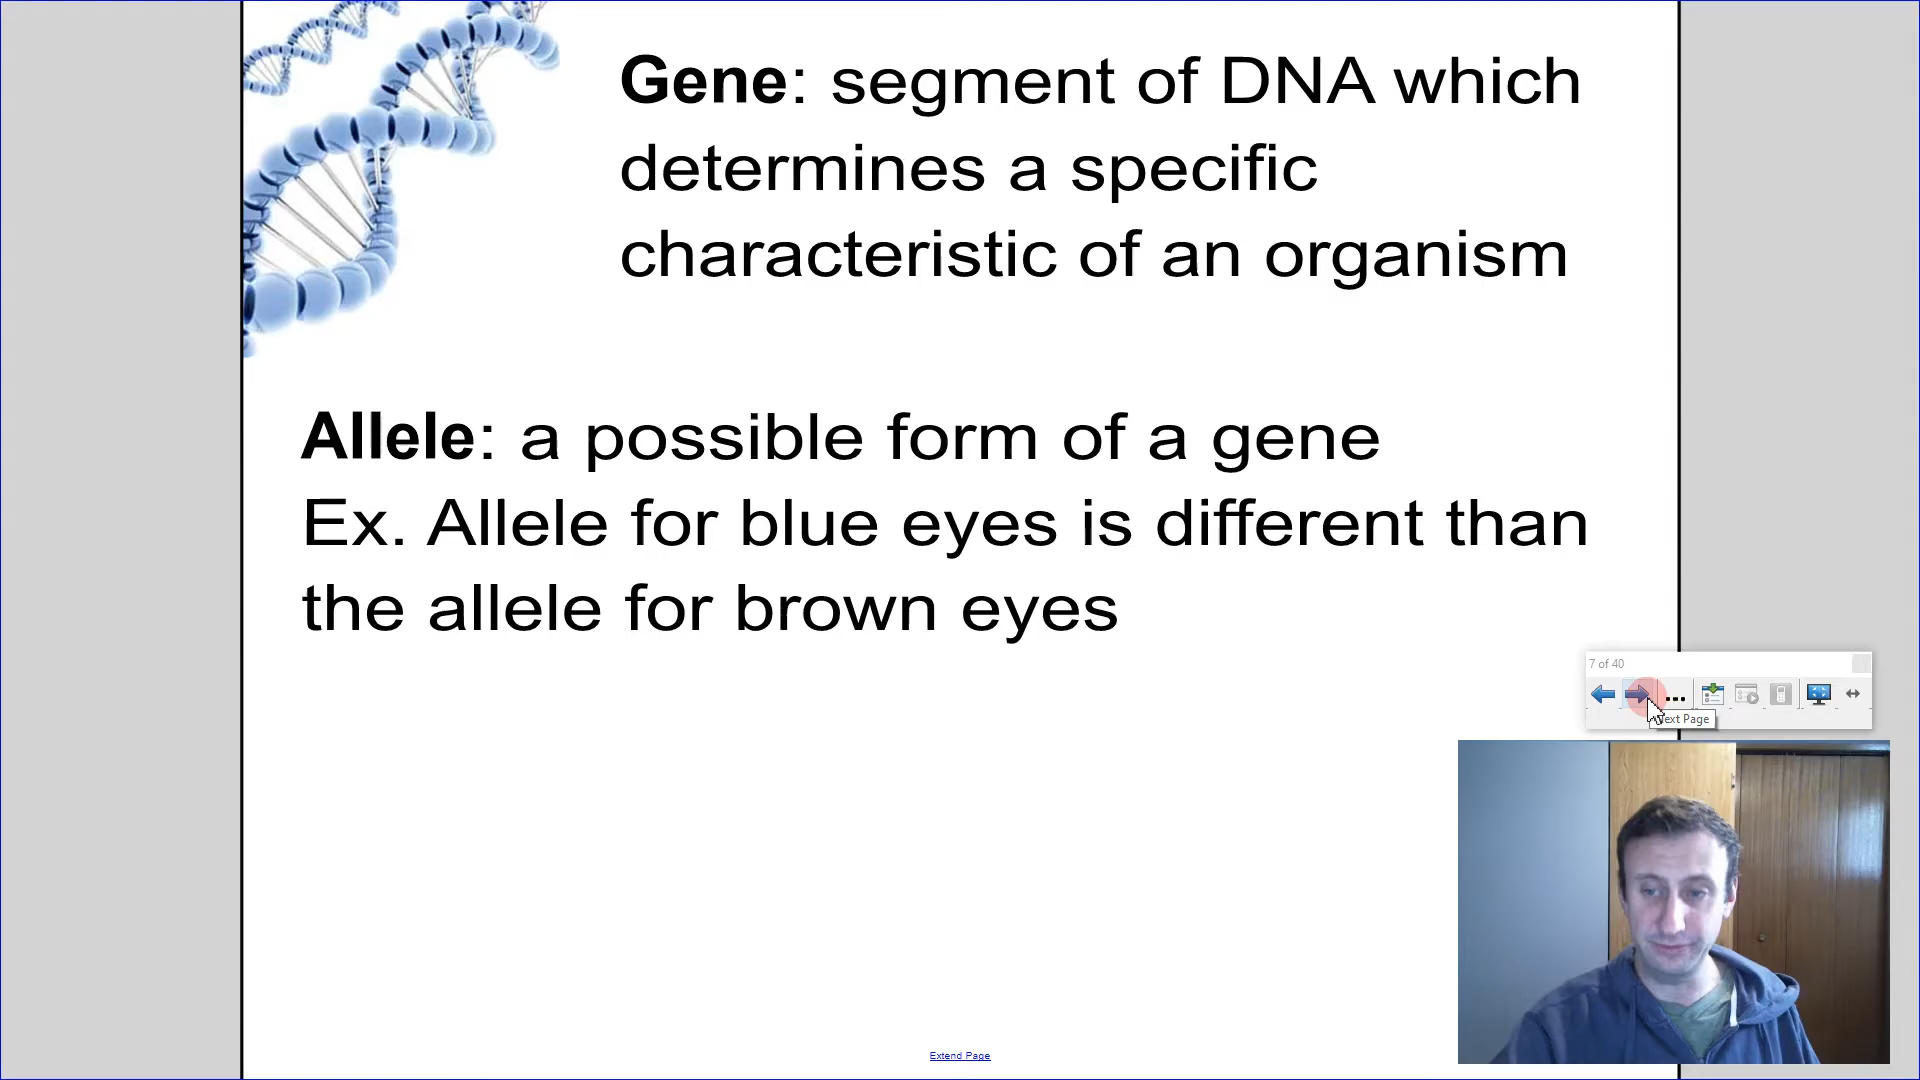 Gene: segment of DNA which
determines a specific
characteristic of an organism
Allele: a possible form of a gene
Ex. Allele for blue eyes is different than
the allele for brown eyes
7 of 40
Page
Extend Page